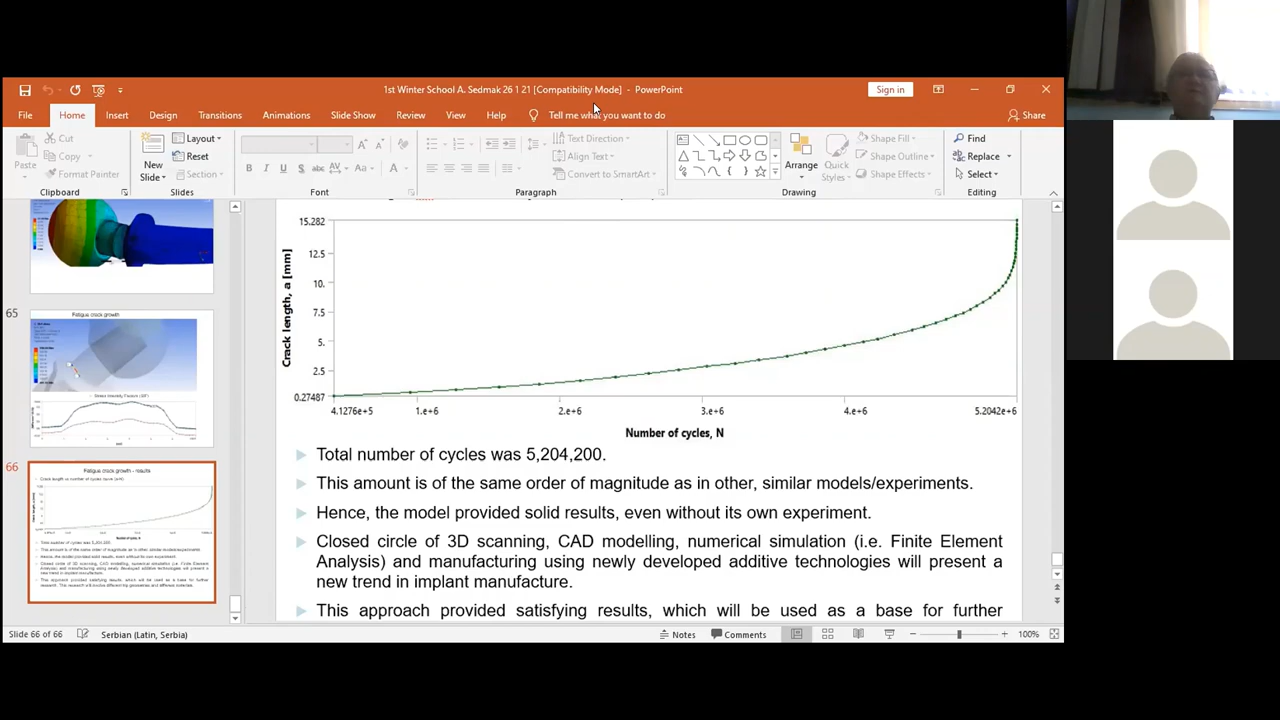 1st Winter School A. Sedmak 26 1 21 [Compatibility Mode] - PowerPoint
Sign in
File Home Insert Design Transitions Animations Slide Show Review View Help Tell me what you want to do Share
Paste
Cut
Copy
Format Painter
Clipboard
New Slide
Layout
Reset
Section
Slides
B I U S abc AV Aa A
Font
Text Direction
Align Text
Convert to SmartArt
Paragraph
Arrange
Quick Styles
Shape Fill
Shape Outline
Shape Effects
Drawing
Find
Replace
Select
Editing
65
Fatigue crack growth
66
Fatigue crack growth - results
Crack length, a [mm]
15.282
12.5
10.
7.5
5.
2.5
0.27487
4.1276e+5 1.e+6 2.e+6 3.e+6 4.e+6 5.2042e+6
Number of cycles, N
Total number of cycles was 5,204,200.
This amount is of the same order of magnitude as in other, similar models/experiments.
Hence, the model provided solid results, even without its own experiment.
Closed circle of 3D scanning, CAD modelling, numerical simulation (i.e. Finite Element
Analysis) and manufacturing using newly developed additive technologies will present a
new trend in implant manufacture.
This approach provided satisfying results, which will be used as a base for further
Slide 66 of 66 Serbian (Latin, Serbia) Notes Comments 100%